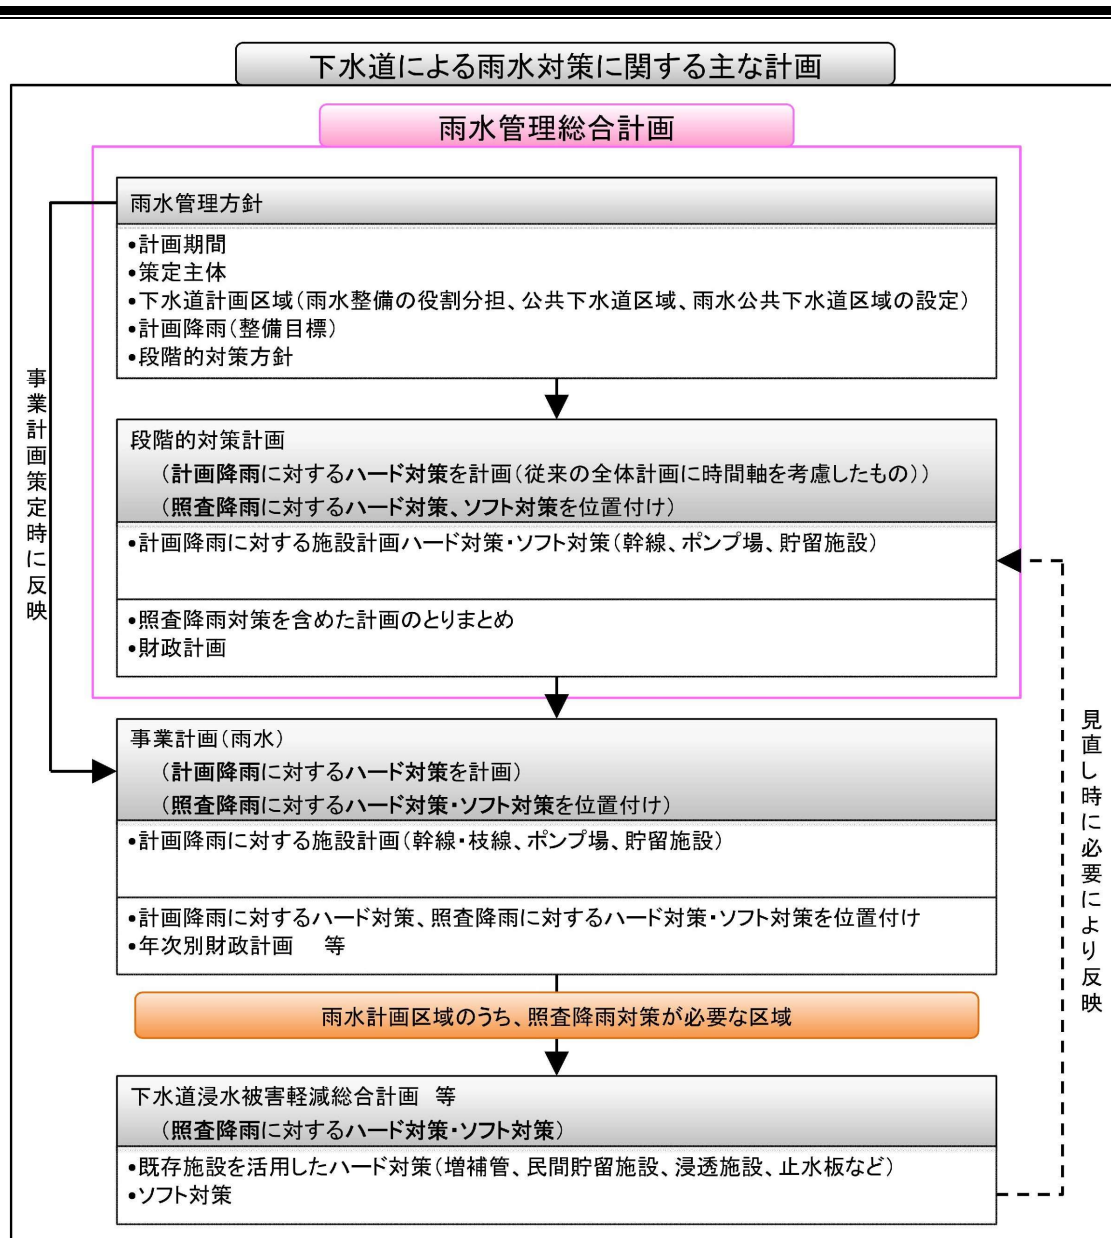 下水道による雨水対策に関する主な計画
雨水管理総合計画
雨水管理方針
•計画期間
•策定主体
•下水道計画区域(雨水整備の役割分担、公共下水道区域、雨水公共下水道区域の設定)
•計画降雨(整備目標)
•段階的対策方針
事業計画策定時に反映
段階的対策計画
(計画降雨に対するハード対策を計画(従来の全体計画に時間軸を考慮したもの))
(照査降雨に対するハード対策、ソフト対策を位置付け)
•計画降雨に対する施設計画ハード対策・ソフト対策(幹線、ポンプ場、貯留施設)
•照査降雨対策を含めた計画のとりまとめ
•財政計画
事業計画(雨水)
(計画降雨に対するハード対策を計画)
(照査降雨に対するハード対策・ソフト対策を位置付け)
•計画降雨に対する施設計画(幹線・枝線、ポンプ場、貯留施設)
•計画降雨に対するハード対策、照査降雨に対するハード対策・ソフト対策を位置付け
•年次別財政計画 等
見直し時に必要により反映
雨水計画区域のうち、照査降雨対策が必要な区域
下水道浸水被害軽減総合計画 等
(照査降雨に対するハード対策・ソフト対策)
•既存施設を活用したハード対策(増補管、民間貯留施設、浸透施設、止水板など)
•ソフト対策